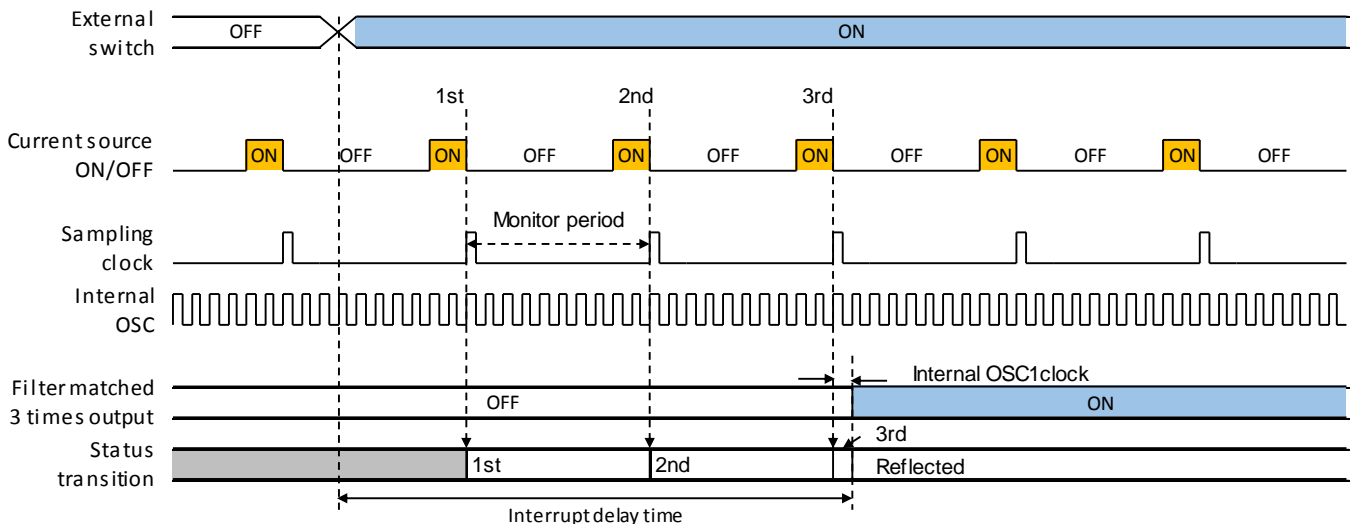 External
switch
OFF
ON
1st
2nd
3rd
Current source
ON/OFF
ON
OFF
ON
OFF
ON
OFF
ON
OFF
ON
OFF
ON
OFF
Monitor period
Sampling
clock
Internal
OSC
Filter matched
3 times output
Internal OSC1clock
OFF
ON
Status
transition
1st
2nd
3rd
Reflected
Interrupt delay time